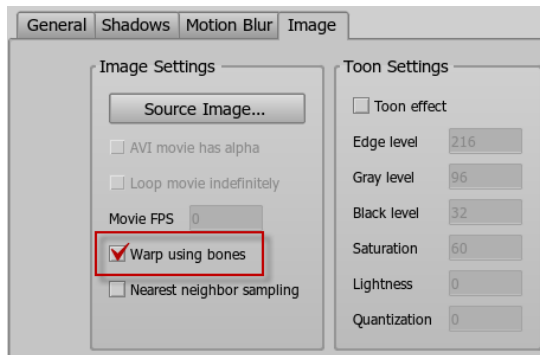 General Shadows Motion Blur Image
Image Settings
Source Image...
AVI movie has alpha
Loop movie indefinitely
Movie FPS 0
Warp using bones
Nearest neighbor sampling
Toon Settings
Toon effect
Edge level 216
Gray level 96
Black level 32
Saturation 60
Lightness 0
Quantization 0